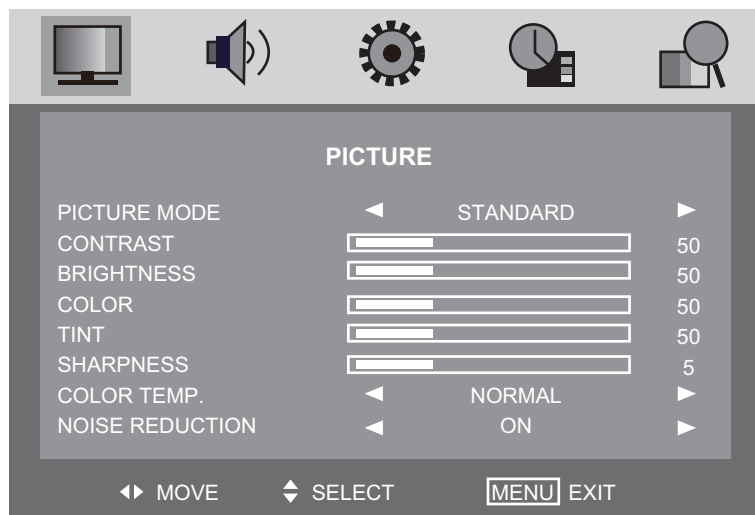 PICTURE
PICTURE MODE STANDARD
CONTRAST 50
BRIGHTNESS 50
COLOR 50
TINT 50
SHARPNESS 5
COLOR TEMP. NORMAL
NOISE REDUCTION ON
MOVE SELECT MENU EXIT